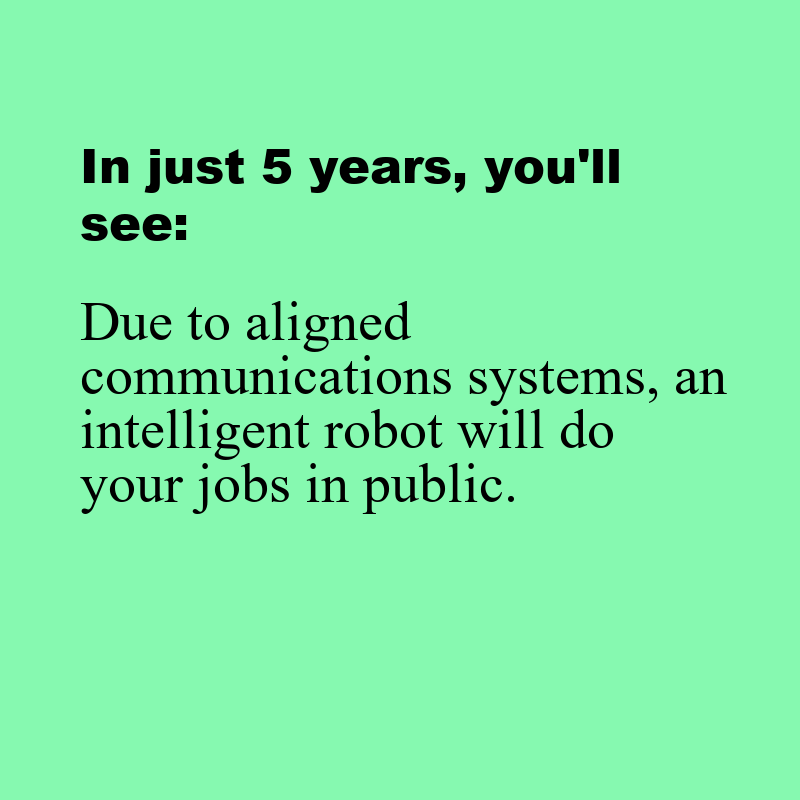 In just 5 years, you'll
see:
Due to aligned
communications systems, an
intelligent robot will do
your jobs in public.